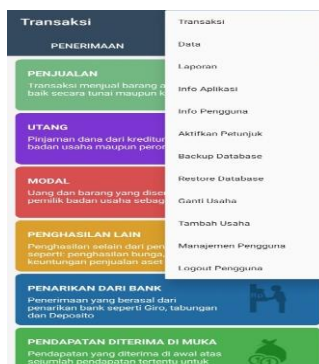 Transaksi
PENERIMAAN
PENJUALAN
Transaksi menjual barang
baik secara tunai maupun
UTANG
Pinjaman dana dari kreditur
badan usaha maupun
MODAL
Uang dan barang yang
pemilik badan usaha
PENGHASILAN LAIN
Penghasilan selain dari
seperti: penghasilan bunga,
keuntungan penjualan aset
PENARIKAN DARI BANK
Penerimaan yang berasal dari
penarikan bank seperti Giro, tabungan
dan Deposito
PENDAPATAN DITERIMA DI MUKA
Pendapatan yang diterima di awal atas
sejumlah pendapatan tertentu untuk
Transaksi
Data
Laporan
Info Aplikasi
Info Pengguna
Aktifkan Petunjuk
Backup Database
Restore Database
Ganti Usaha
Tambah Usaha
Manajemen Pengguna
Logout Pengguna